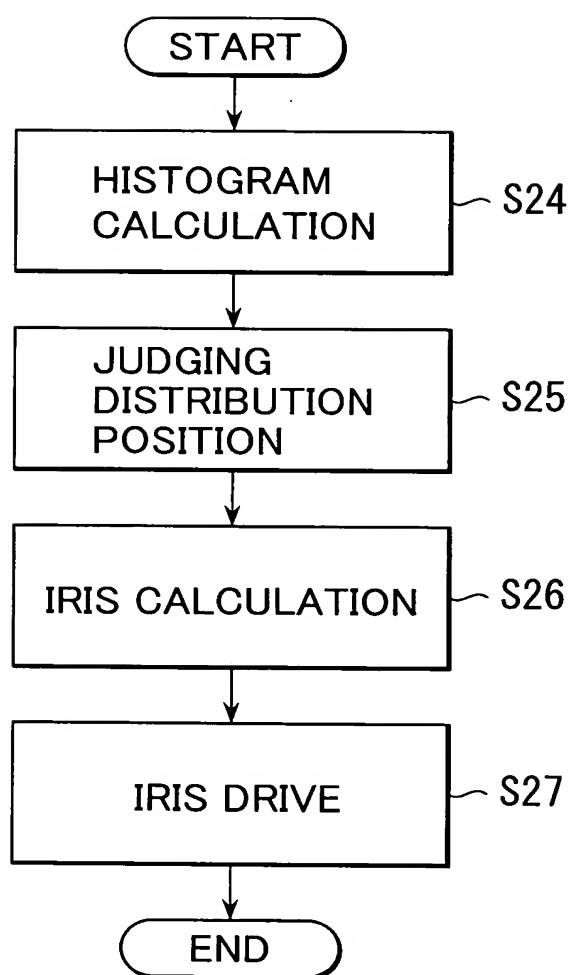 START
HISTOGRAM
CALCULATION
S24
JUDGING
DISTRIBUTION
POSITION
S25
IRIS CALCULATION
S26
IRIS DRIVE
S27
END